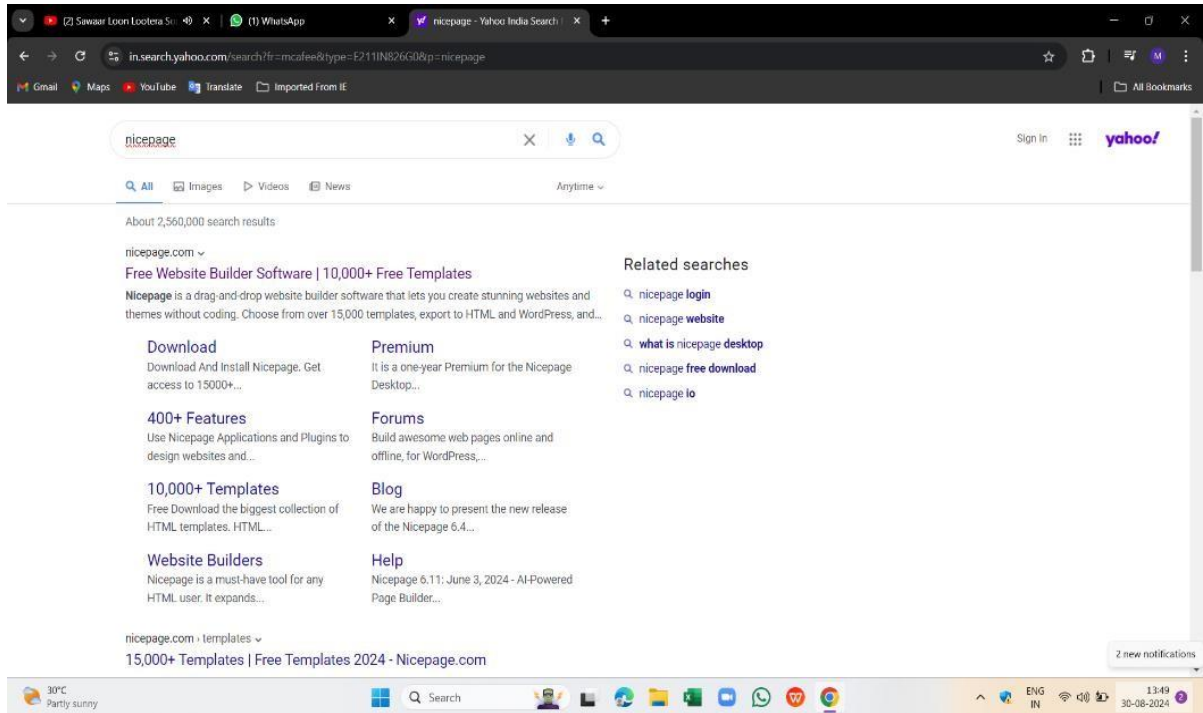 (2) Sawaar Loon Lootera So
(1) WhatsApp
nicepage - Yahoo India Search
in.search.yahoo.com/search?fr=mcafee&type=E211IN826G0&p=nicepage
M
Gmail Maps YouTube Translate Imported From IE
All Bookmarks
nicepage
Sign In
yahoo!
All Images Videos News Anytime
About 2,560,000 search results
nicepage.com
Free Website Builder Software | 10,000+ Free Templates
Nicepage is a drag-and-drop website builder software that lets you create stunning websites and
themes without coding. Choose from over 15,000 templates, export to HTML and WordPress, and...
Download
Download And Install Nicepage. Get
access to 15000+...
Premium
It is a one-year Premium for the Nicepage
Desktop...
400+ Features
Use Nicepage Applications and Plugins to
design websites and...
Forums
Build awesome web pages online and
offline, for WordPress,...
10,000+ Templates
Free Download the biggest collection of
HTML templates. HTML...
Blog
We are happy to present the new release
of the Nicepage 6.4...
Website Builders
Nicepage is a must-have tool for any
HTML user. It expands...
Help
Nicepage 6.11: June 3, 2024 - AI-Powered
Page Builder...
nicepage.com › templates
15,000+ Templates | Free Templates 2024 - Nicepage.com
Related searches
nicepage login
nicepage website
what is nicepage desktop
nicepage free download
nicepage io
2 new notifications
30°C
Partly sunny
Search
ENG
IN
13:49
30-08-2024